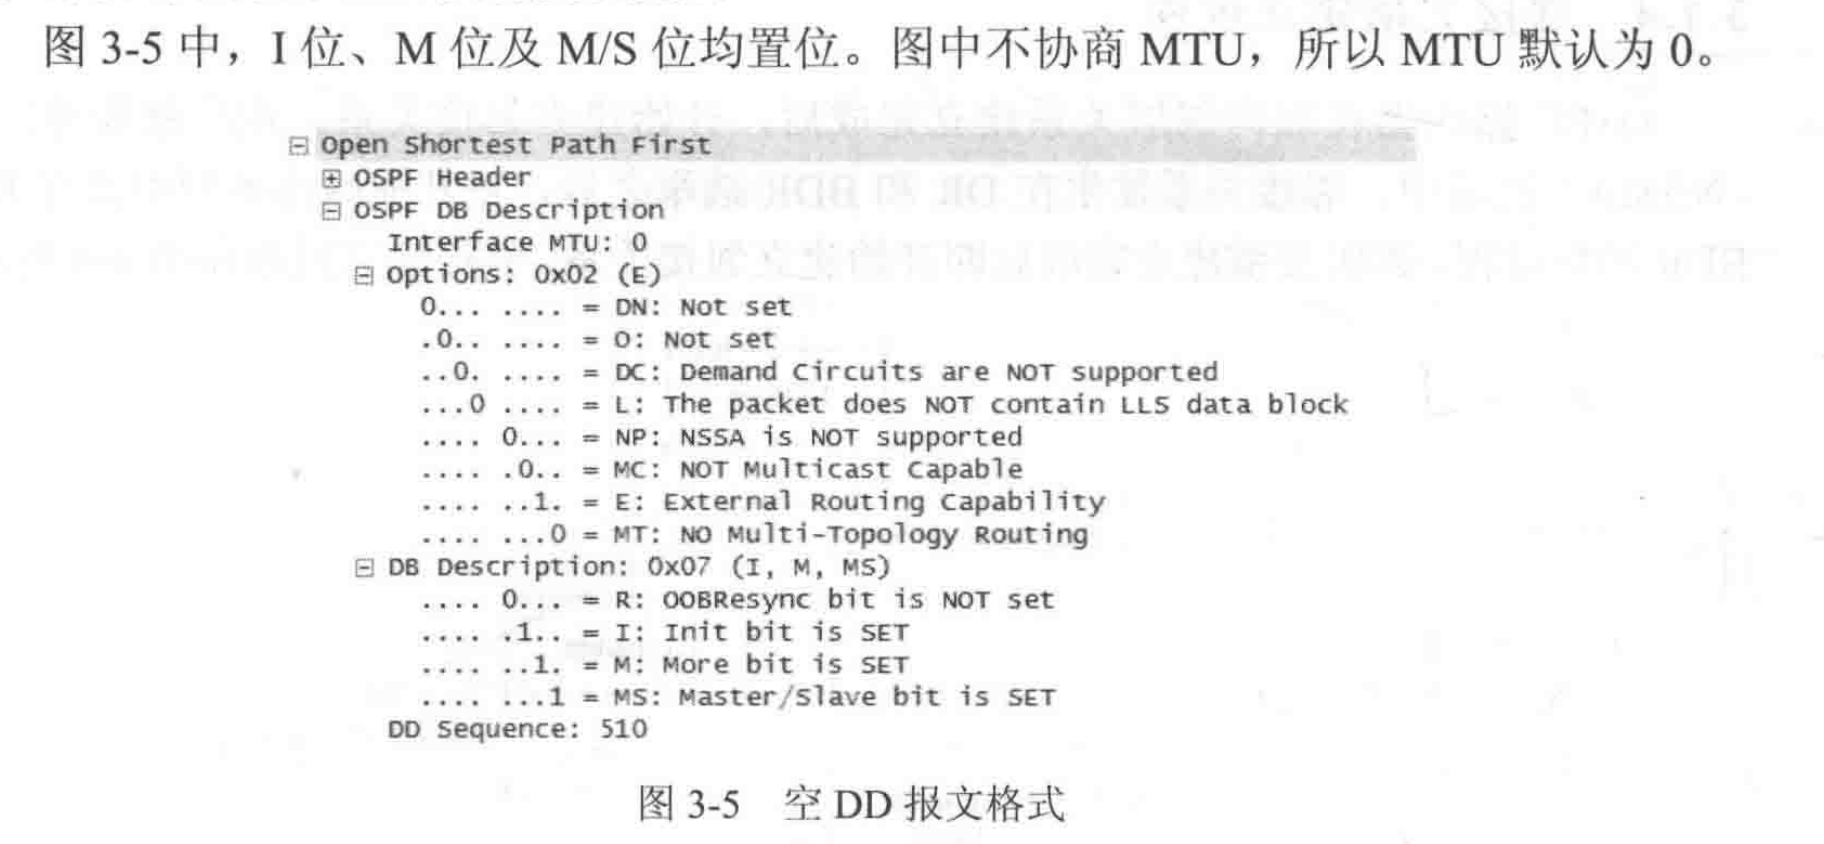 图 3-5 中，I 位、M 位及 M/S 位均置位。图中不协商 MTU，所以 MTU 默认为 0。
Open Shortest Path First
OSPF Header
OSPF DB Description
Interface MTU: 0
Options: 0x02 (E)
0... .... = DN: Not set
.0.. .... = O: Not set
..0. .... = DC: Demand Circuits are NOT supported
...0 .... = L: The packet does NOT contain LLS data block
.... 0... = NP: NSSA is NOT supported
.... .0.. = MC: NOT Multicast Capable
.... ..1. = E: External Routing Capability
.... ...0 = MT: NO Multi-Topology Routing
DB Description: 0x07 (I, M, MS)
.... 0... = R: OOBResync bit is NOT set
.... .1.. = I: Init bit is SET
.... ..1. = M: More bit is SET
.... ...1 = MS: Master/Slave bit is SET
DD Sequence: 510
图 3-5 空 DD 报文格式